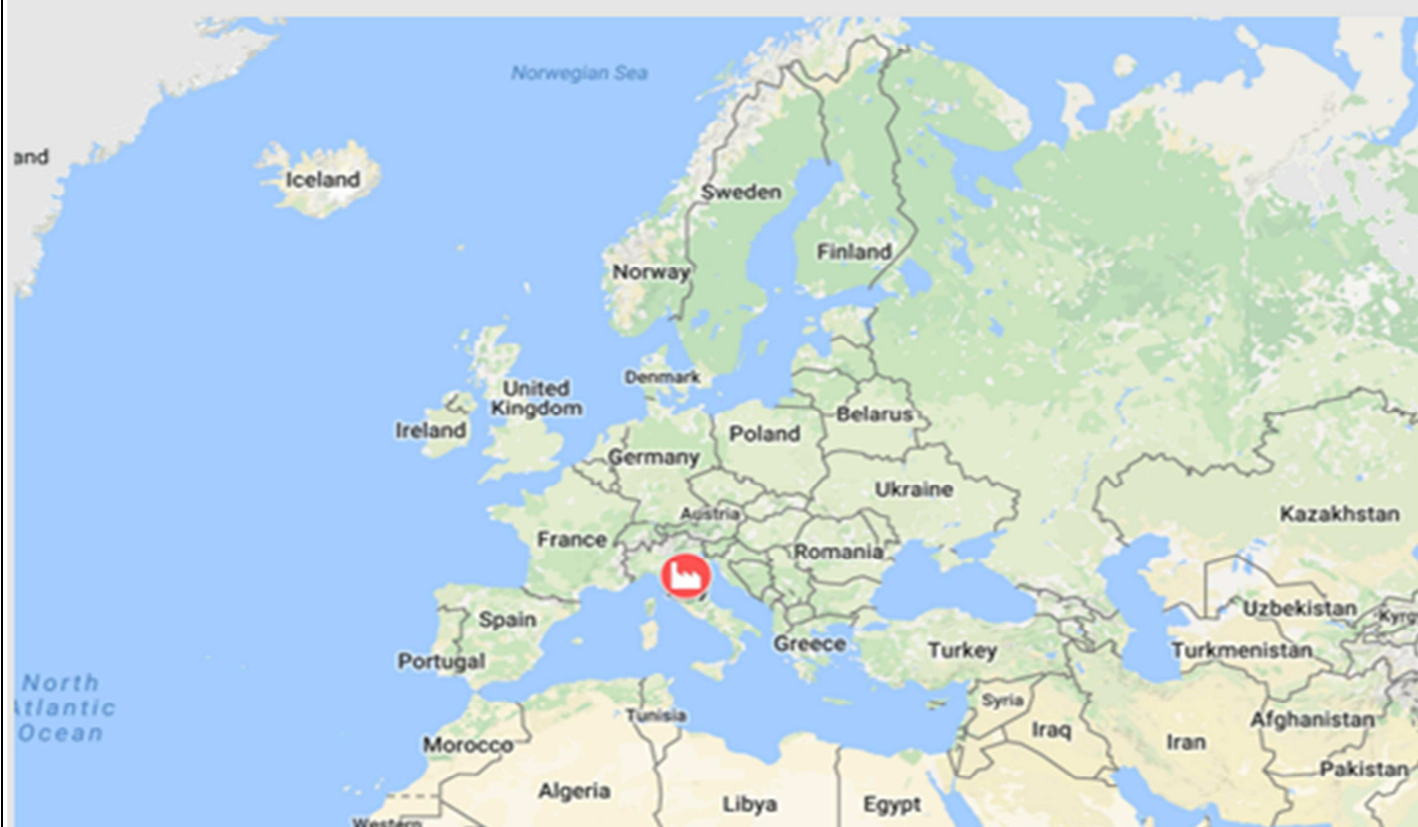 Norwegian Sea
and
Iceland
Sweden
Finland
Norway
Denmark
United
Kingdom
Ireland
Belarus
Poland
Germany
Ukraine
Austria
Kazakhstan
France
Romania
Uzbekistan
Kyrg
Spain
Greece
Turkey
Turkmenistan
Portugal
North
Atlantic
Ocean
Syria
Tunisia
Iraq
Afghanistan
Iran
Morocco
Pakistan
Algeria
Libya
Egypt
Western